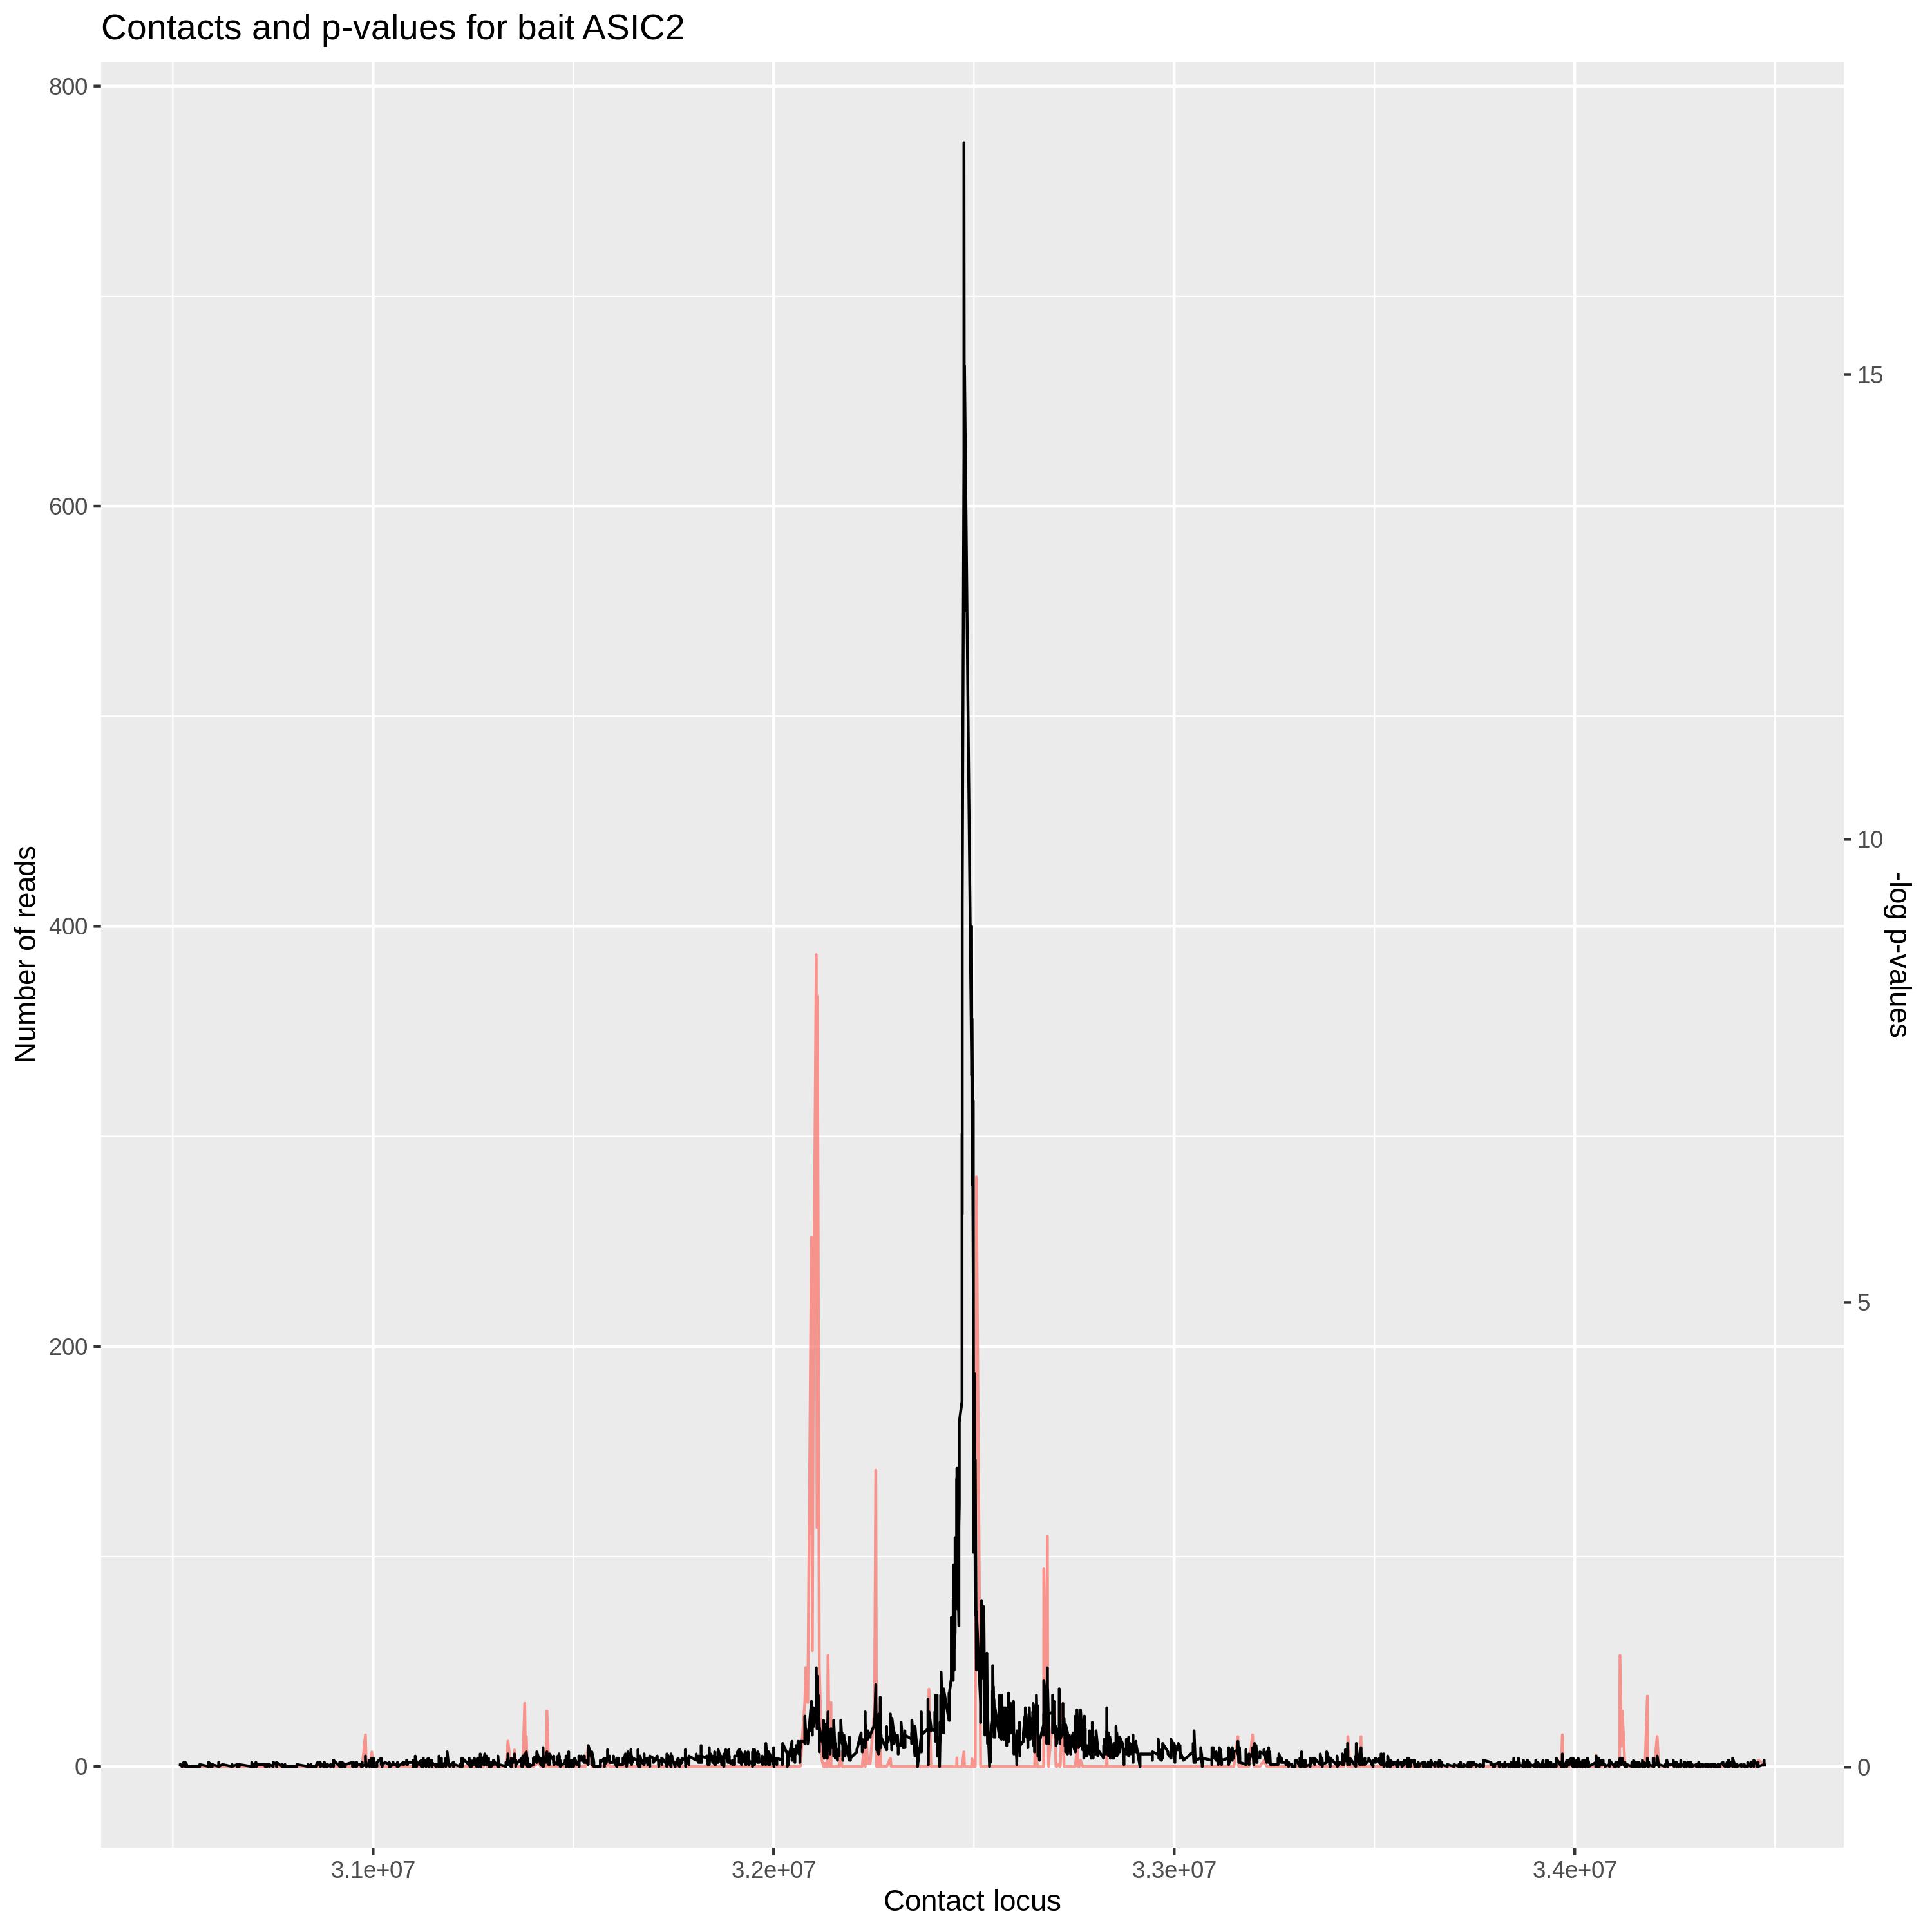 Contacts and p-values for bait ASIC2
800
600
400
200
0
15
10
5
0
Number of reads
-log p-values
3.1e+07
3.2e+07
3.3e+07
3.4e+07
Contact locus